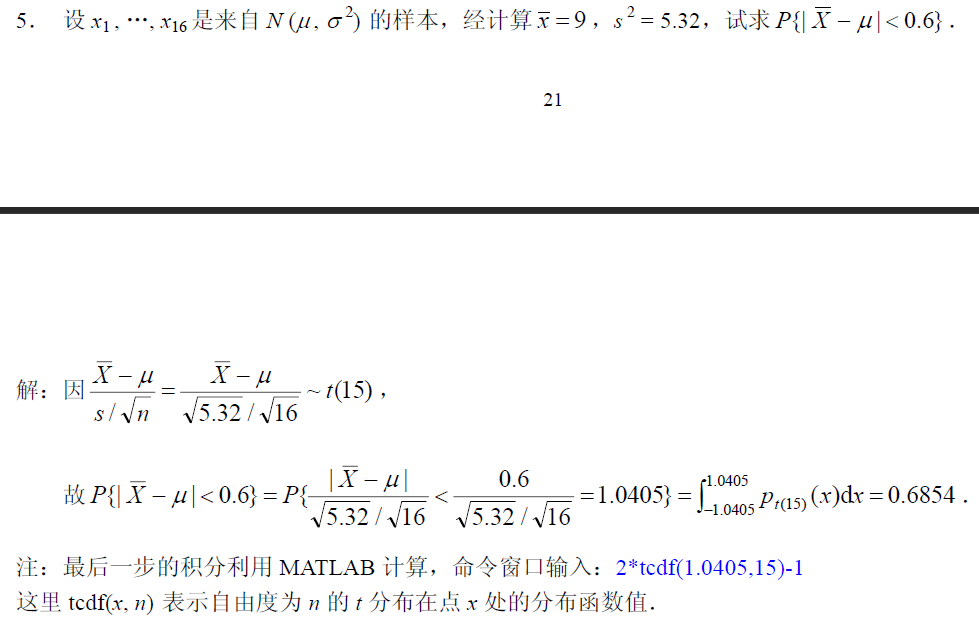 5． 设 $x_1, \cdots, x_{16}$ 是来自 $N(\mu, \sigma^2)$ 的样本，经计算 $\overline{x} = 9$，$s^2 = 5.32$，试求 $P\{| \overline{X} - \mu | < 0.6\}$．
21
解：因 $\dfrac{\overline{X} - \mu}{s / \sqrt{n}} = \dfrac{\overline{X} - \mu}{\sqrt{5.32} / \sqrt{16}} \sim t(15)$，
故 $P\{| \overline{X} - \mu | < 0.6\} = P\{\dfrac{| \overline{X} - \mu |}{\sqrt{5.32} / \sqrt{16}} < \dfrac{0.6}{\sqrt{5.32} / \sqrt{16}} = 1.0405\} = \int_{-1.0405}^{1.0405} p_{t(15)}(x) \mathrm{d}x = 0.6854$．
注：最后一步的积分利用 MATLAB 计算，命令窗口输入：2*tcdf(1.0405,15)-1
这里 tcdf(x, n) 表示自由度为 n 的 t 分布在点 x 处的分布函数值．